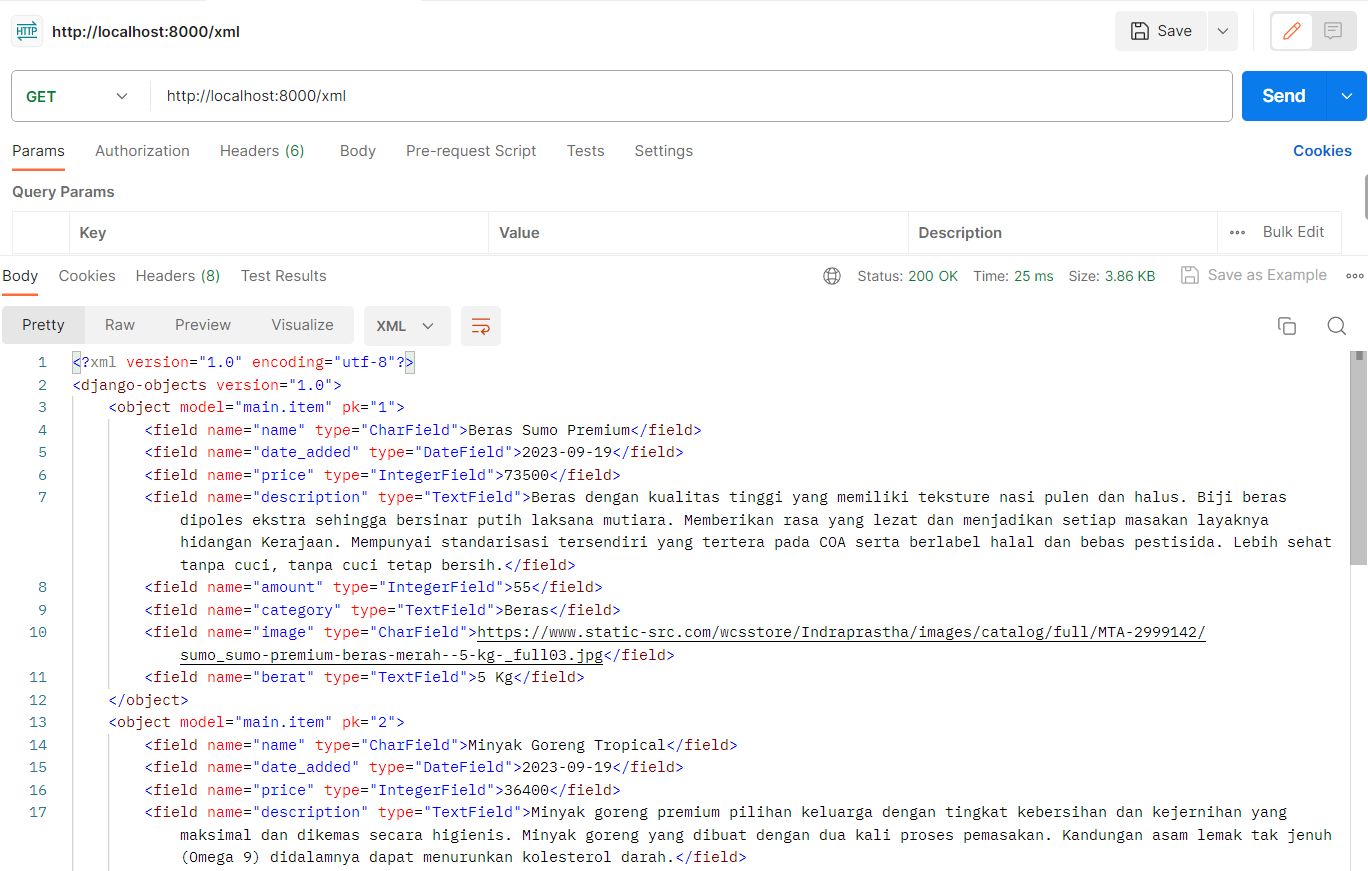 HTTP http://localhost:8000/xml Save
GET http://localhost:8000/xml Send
Params Authorization Headers (6) Body Pre-request Script Tests Settings Cookies
Query Params
Key Value Description Bulk Edit
Body Cookies Headers (8) Test Results Status: 200 OK Time: 25 ms Size: 3.86 KB Save as Example
Pretty Raw Preview Visualize XML
1 <?xml version="1.0" encoding="utf-8"?>
2 <django-objects version="1.0">
3 <object model="main.item" pk="1">
4 <field name="name" type="CharField">Beras Sumo Premium</field>
5 <field name="date_added" type="DateField">2023-09-19</field>
6 <field name="price" type="IntegerField">73500</field>
7 <field name="description" type="TextField">Beras dengan kualitas tinggi yang memiliki teksture nasi pulen dan halus. Biji beras
dipoles ekstra sehingga bersinar putih laksana mutiara. Memberikan rasa yang lezat dan menjadikan setiap masakan layaknya
hidangan Kerajaan. Mempunyai standarisasi tersendiri yang tertera pada COA serta berlabel halal dan bebas pestisida. Lebih sehat
tanpa cuci, tanpa cuci tetap bersih.</field>
8 <field name="amount" type="IntegerField">55</field>
9 <field name="category" type="TextField">Beras</field>
10 <field name="image" type="CharField">https://www.static-src.com/wcsstore/Indraprastha/images/catalog/full/MTA-2999142/
sumo_sumo-premium-beras-merah--5-kg-_full03.jpg</field>
11 <field name="berat" type="TextField">5 Kg</field>
12 </object>
13 <object model="main.item" pk="2">
14 <field name="name" type="CharField">Minyak Goreng Tropical</field>
15 <field name="date_added" type="DateField">2023-09-19</field>
16 <field name="price" type="IntegerField">36400</field>
17 <field name="description" type="TextField">Minyak goreng premium pilihan keluarga dengan tingkat kebersihan dan kejernihan yang
maksimal dan dikemas secara higienis. Minyak goreng yang dibuat dengan dua kali proses pemasakan. Kandungan asam lemak tak jenuh
(Omega 9) didalamnya dapat menurunkan kolesterol darah.</field>